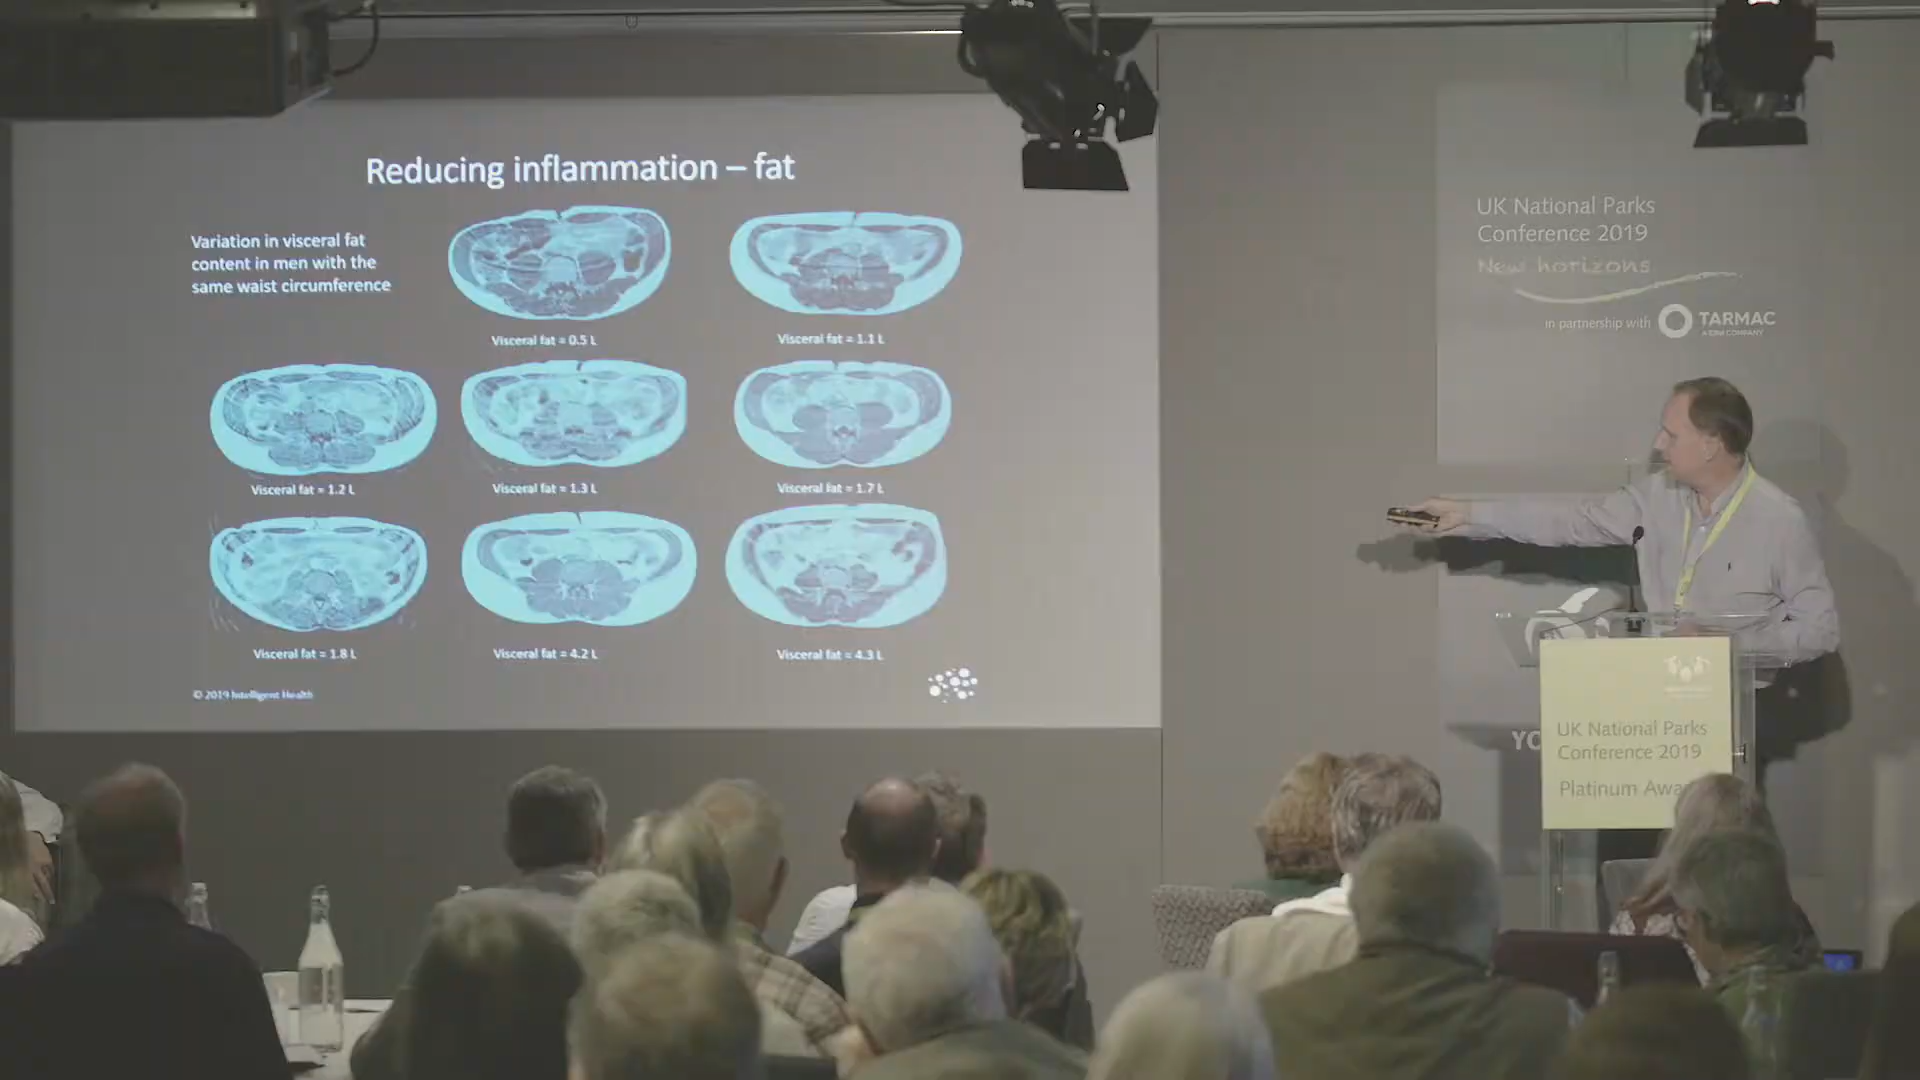 Reducing inflammation – fat
Variation in visceral fat
content in men with the
same waist circumference
Visceral fat = 0.5 L
Visceral fat = 1.1 L
Visceral fat = 1.2 L
Visceral fat = 1.3 L
Visceral fat = 1.7 L
Visceral fat = 1.8 L
Visceral fat = 4.2 L
Visceral fat = 4.3 L
© 2019 Intelligent Health
UK National Parks
Conference 2019
New horizons
in partnership with
TARMAC
A CRH COMPANY
YO
UK National Parks
Conference 2019
Platinum Awa